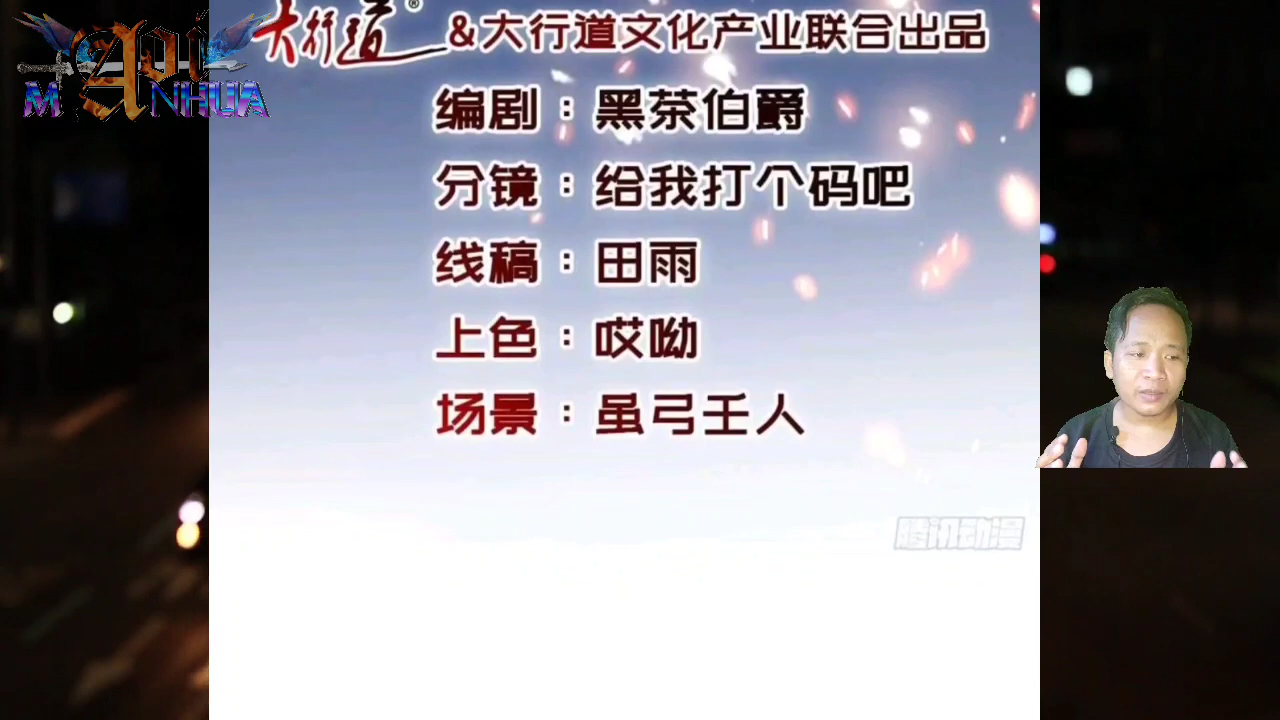 大行道® &大行道文化产业联合出品
Api
MANHUA
编剧：黑茶伯爵
分镜：给我打个码吧
线稿：田雨
上色：哎呦
场景：虽弓壬人
腾讯动漫